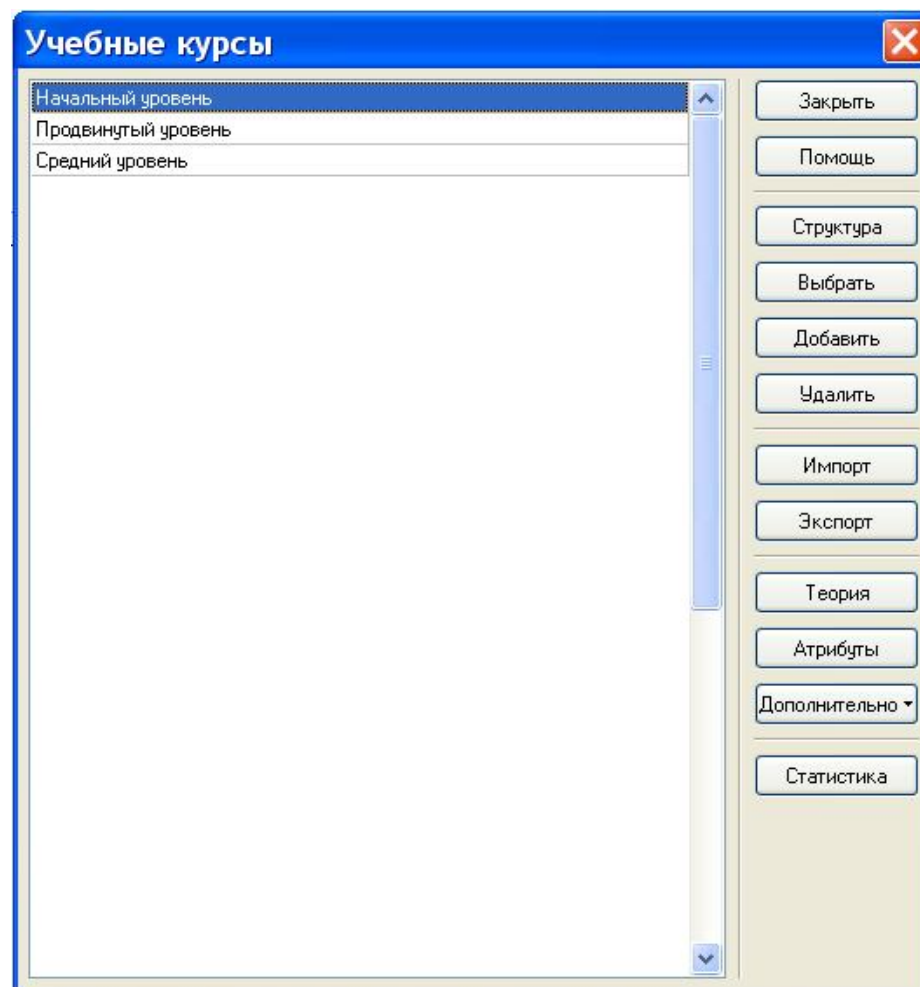 Учебные курсы
Начальный уровень
Продвинутый уровень
Средний уровень
Закрыть
Помощь
Структура
Выбрать
Добавить
Удалить
Импорт
Экспорт
Теория
Атрибуты
Дополнительно
Статистика